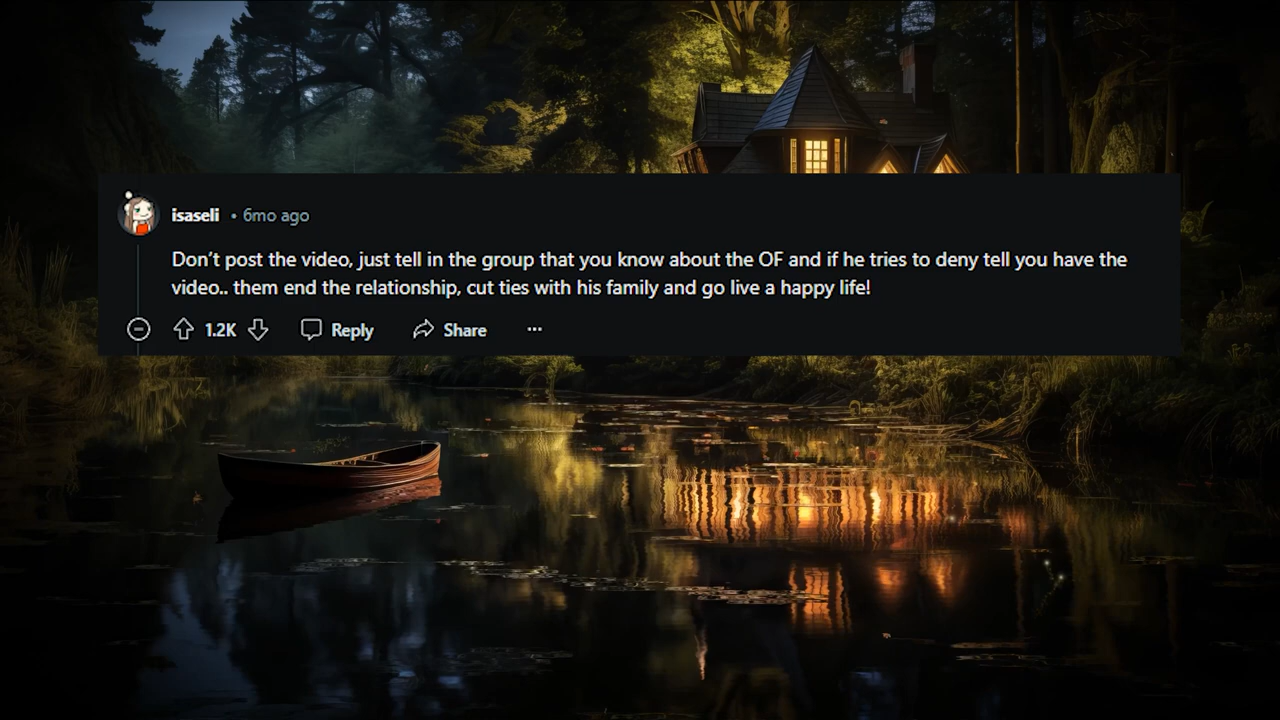 isaseli • 6mo ago
Don’t post the video, just tell in the group that you know about the OF and if he tries to deny tell you have the
video.. them end the relationship, cut ties with his family and go live a happy life!
1.2K Reply Share ...